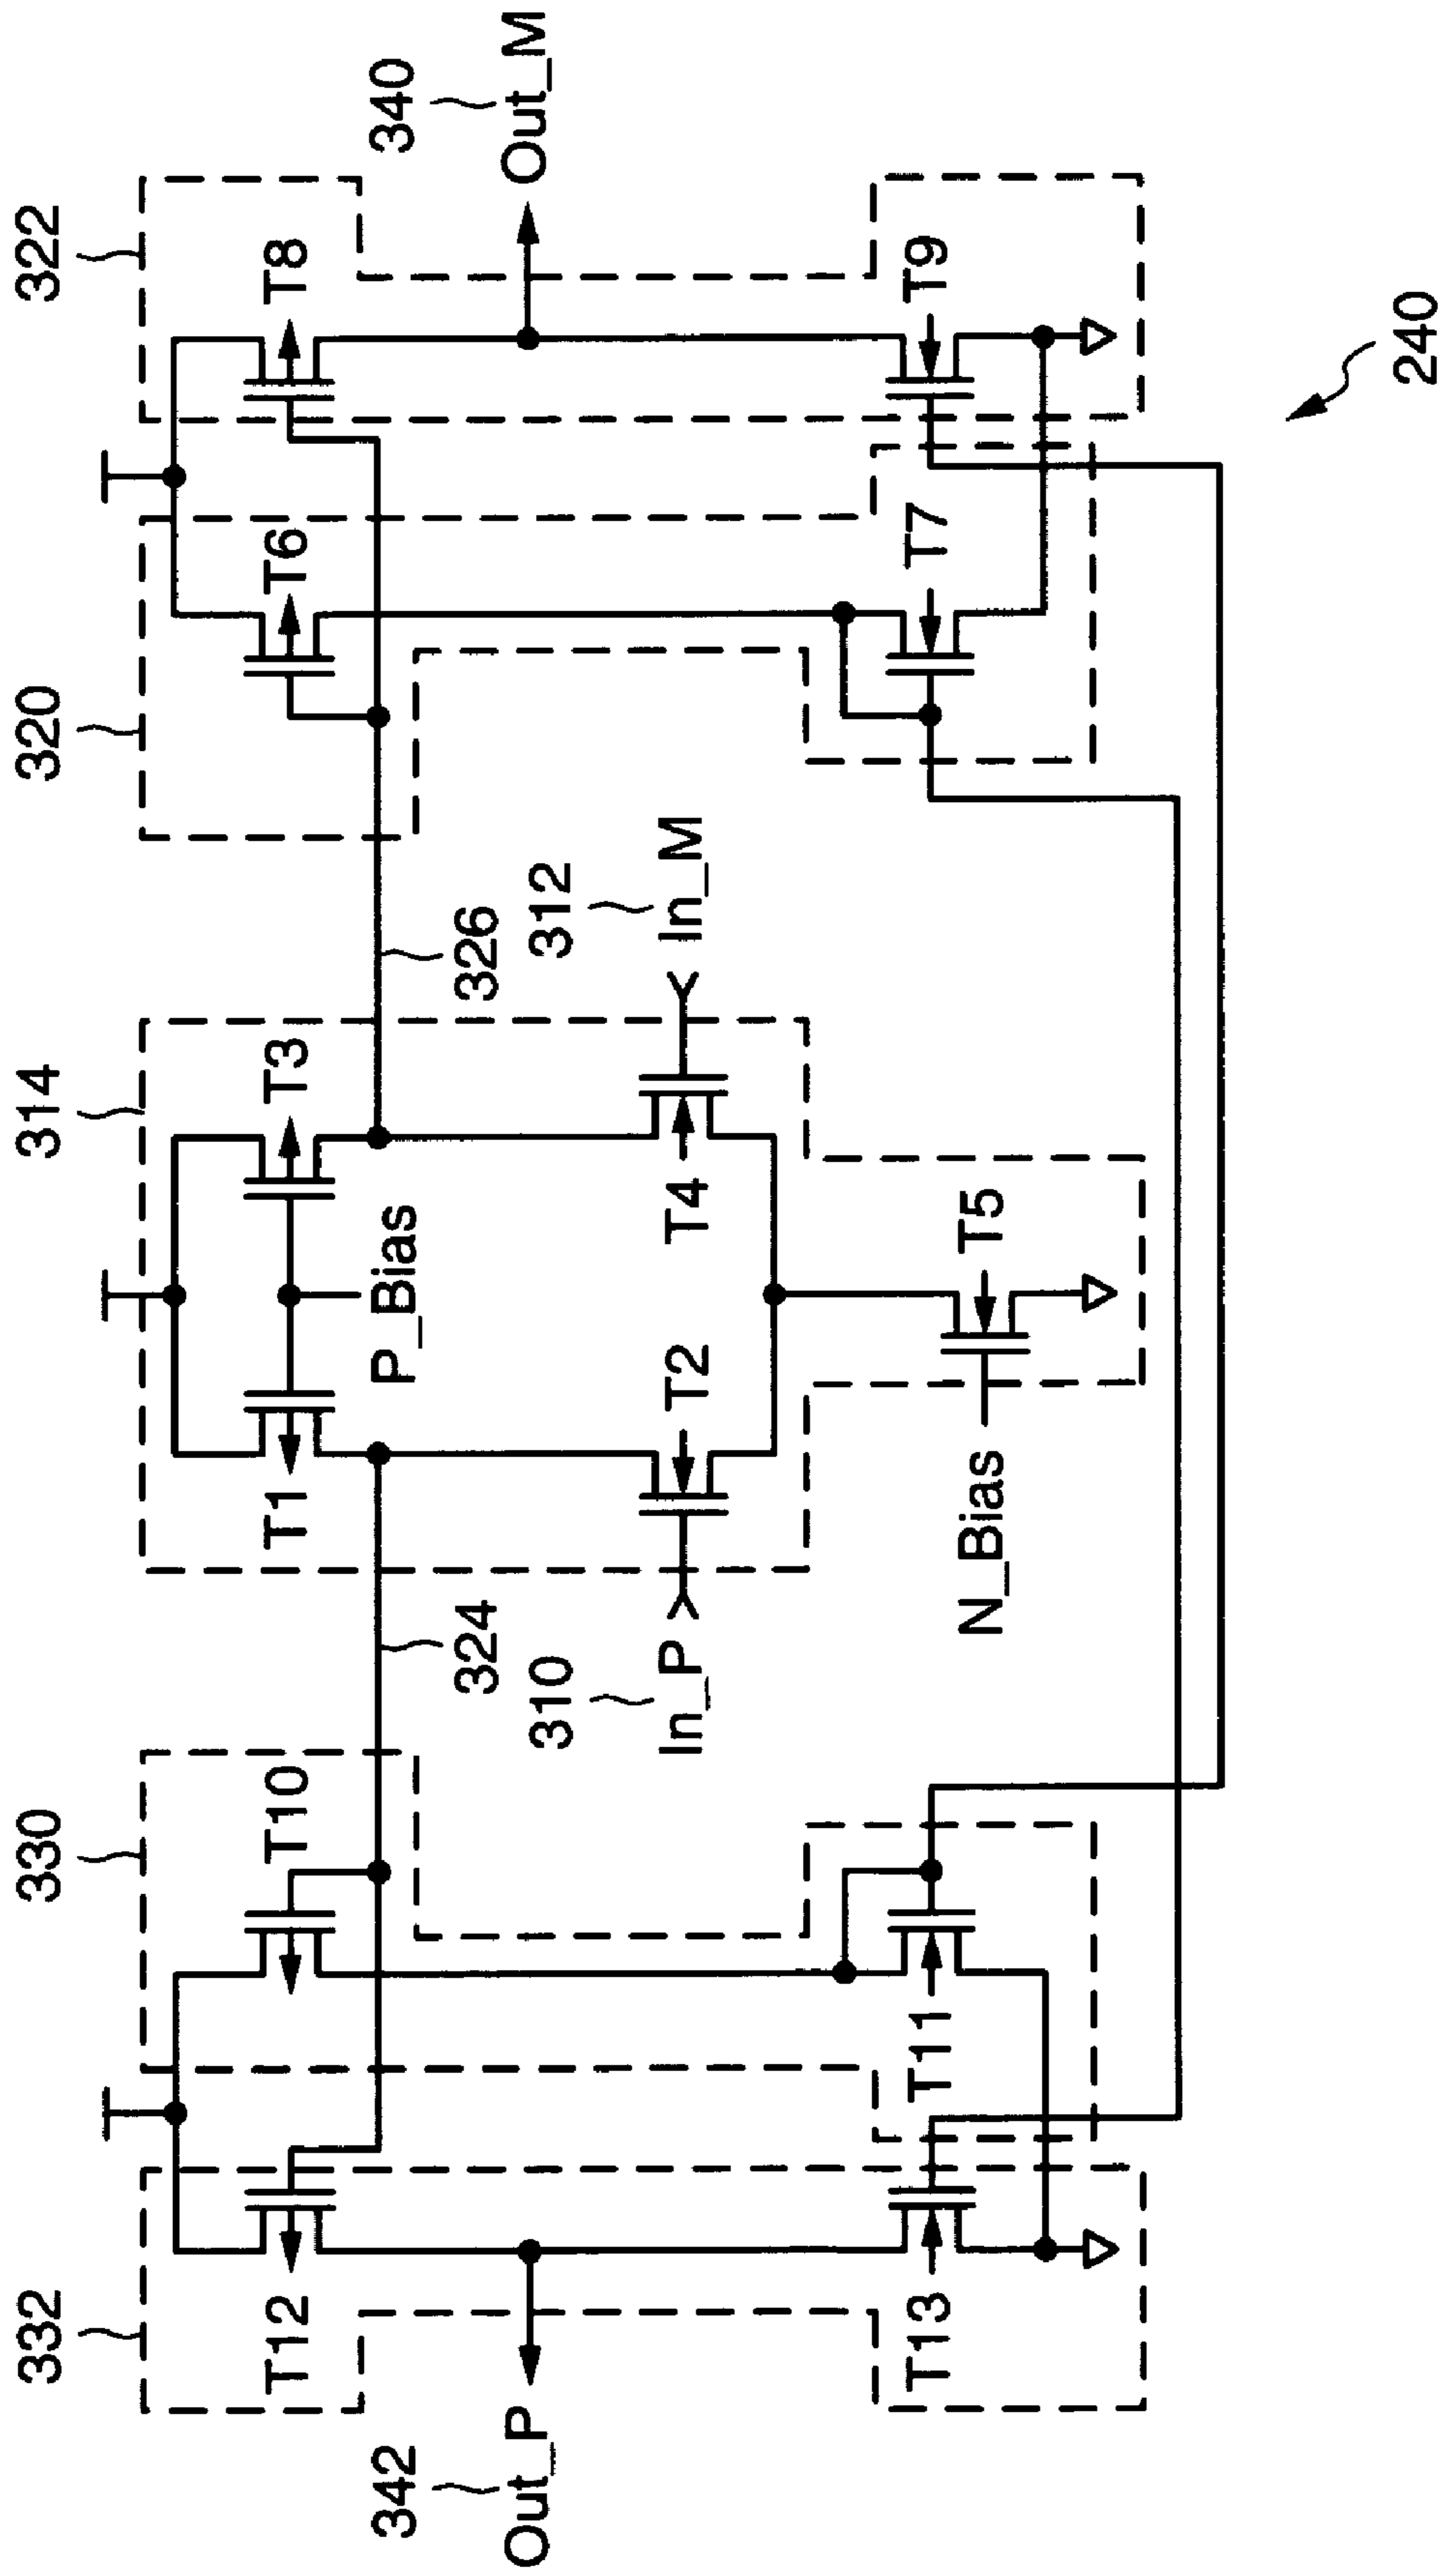 332
330
314
320
322
T12
T10
T1
T3
T6
T8
P_Bias
342
Out_P
324
326
340
Out_M
310
In_P
312
In_M
T2
T4
T13
T11
T7
T9
N_Bias
T5
240